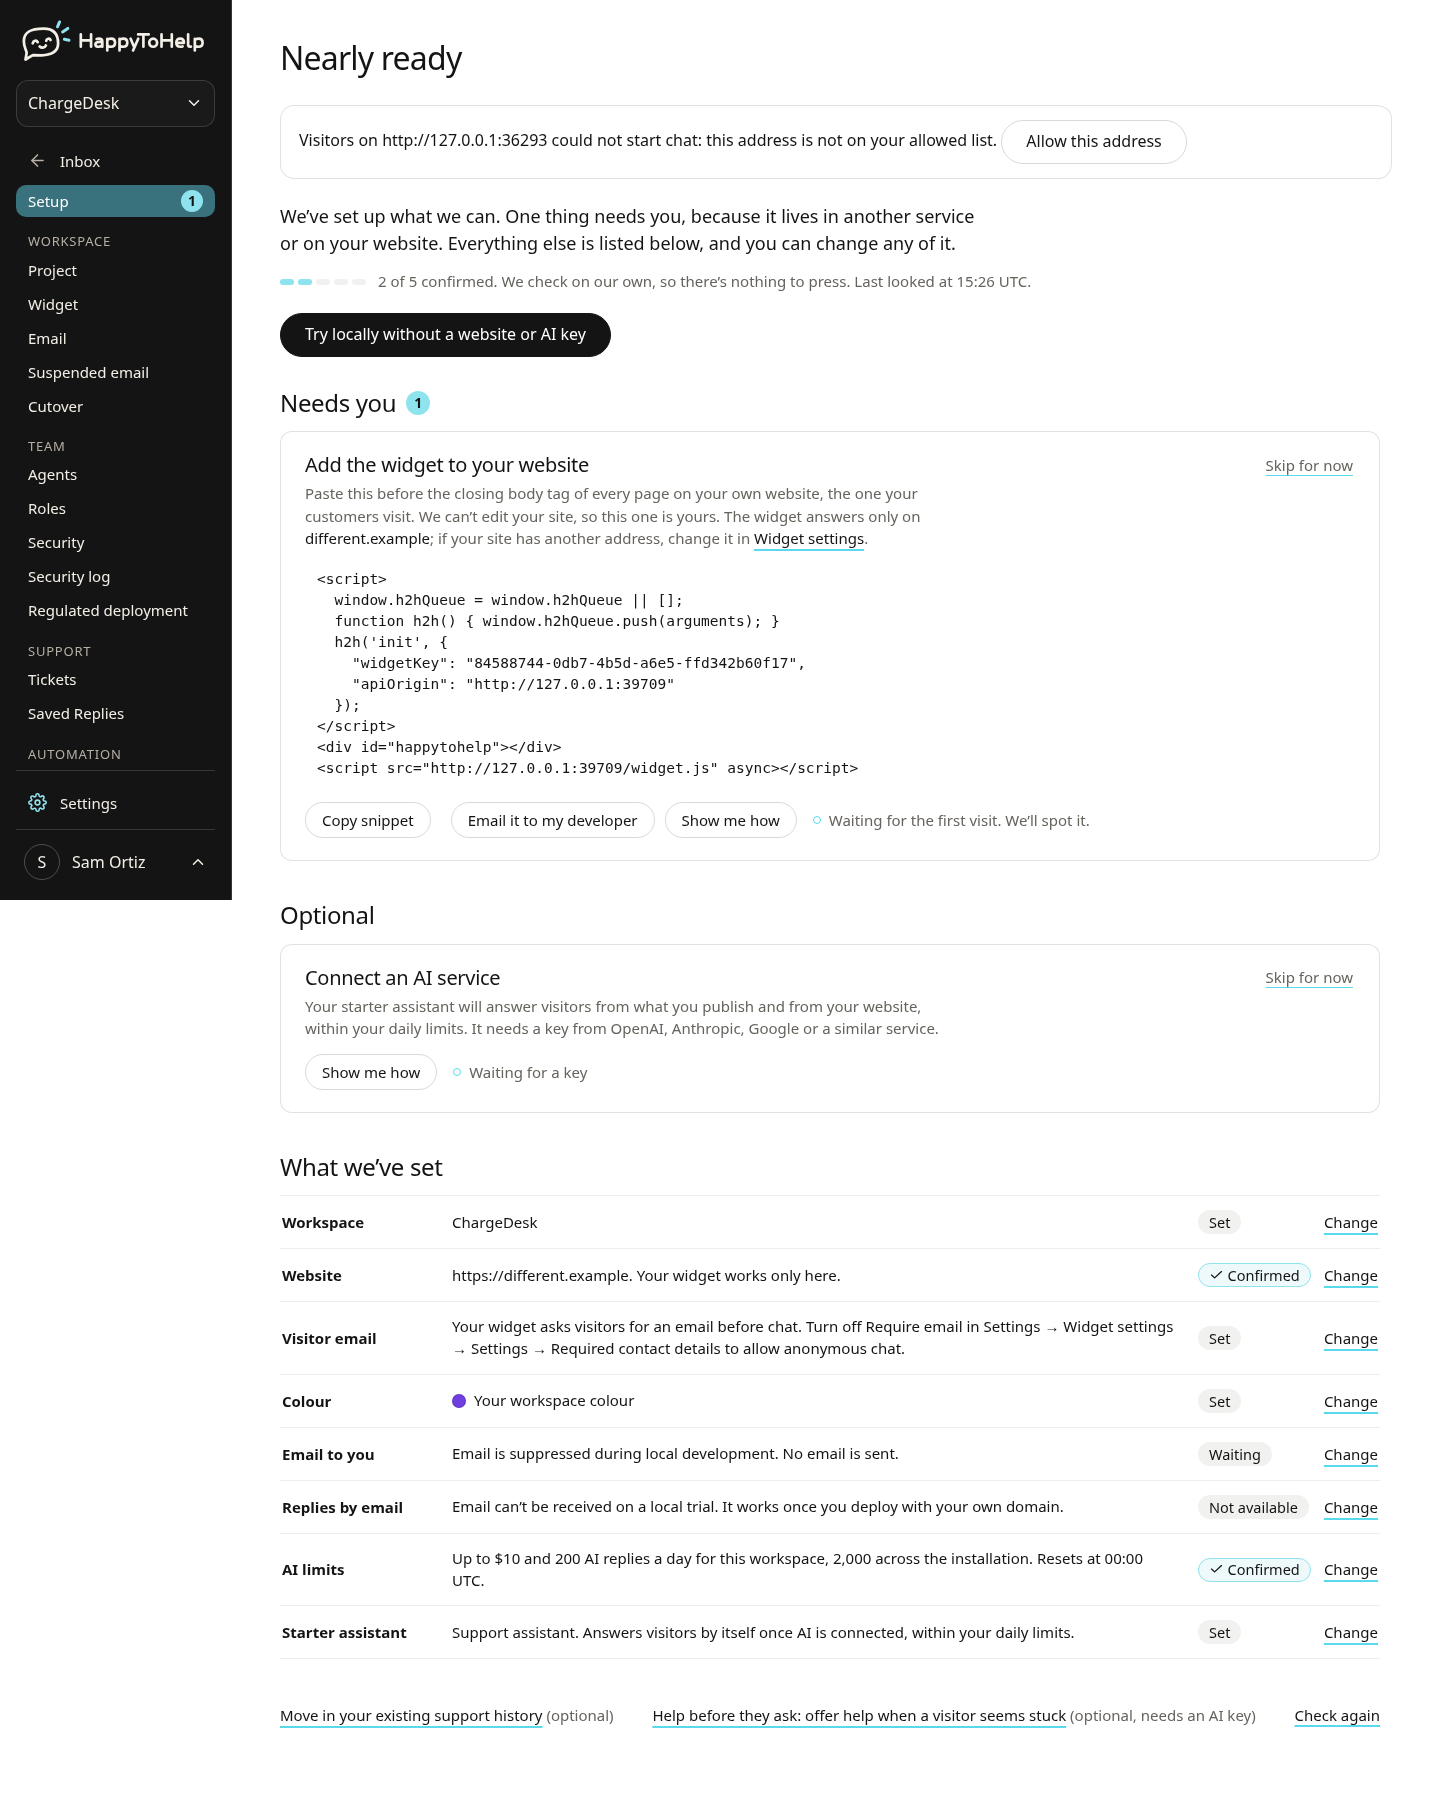 HappyToHelp
ChargeDesk
Inbox
Setup 1
WORKSPACE
Project
Widget
Email
Suspended email
Cutover
TEAM
Agents
Roles
Security
Security log
Regulated deployment
SUPPORT
Tickets
Saved Replies
AUTOMATION
Settings
S Sam Ortiz
Nearly ready
Visitors on http://127.0.0.1:36293 could not start chat: this address is not on your allowed list. Allow this address
We’ve set up what we can. One thing needs you, because it lives in another service
or on your website. Everything else is listed below, and you can change any of it.
2 of 5 confirmed. We check on our own, so there’s nothing to press. Last looked at 15:26 UTC.
Try locally without a website or AI key
Needs you 1
Add the widget to your website Skip for now
Paste this before the closing body tag of every page on your own website, the one your
customers visit. We can’t edit your site, so this one is yours. The widget answers only on
different.example; if your site has another address, change it in Widget settings.
<script>
  window.h2hQueue = window.h2hQueue || [];
  function h2h() { window.h2hQueue.push(arguments); }
  h2h('init', {
    "widgetKey": "84588744-0db7-4b5d-a6e5-ffd342b60f17",
    "apiOrigin": "http://127.0.0.1:39709"
  });
</script>
<div id="happytohelp"></div>
<script src="http://127.0.0.1:39709/widget.js" async></script>
Copy snippet Email it to my developer Show me how Waiting for the first visit. We’ll spot it.
Optional
Connect an AI service Skip for now
Your starter assistant will answer visitors from what you publish and from your website,
within your daily limits. It needs a key from OpenAI, Anthropic, Google or a similar service.
Show me how Waiting for a key
What we’ve set
Workspace ChargeDesk Set Change
Website https://different.example. Your widget works only here. ✓ Confirmed Change
Visitor email Your widget asks visitors for an email before chat. Turn off Require email in Settings → Widget settings
→ Settings → Required contact details to allow anonymous chat. Set Change
Colour Your workspace colour Set Change
Email to you Email is suppressed during local development. No email is sent. Waiting Change
Replies by email Email can’t be received on a local trial. It works once you deploy with your own domain. Not available Change
AI limits Up to $10 and 200 AI replies a day for this workspace, 2,000 across the installation. Resets at 00:00
UTC. ✓ Confirmed Change
Starter assistant Support assistant. Answers visitors by itself once AI is connected, within your daily limits. Set Change
Move in your existing support history (optional) Help before they ask: offer help when a visitor seems stuck (optional, needs an AI key) Check again